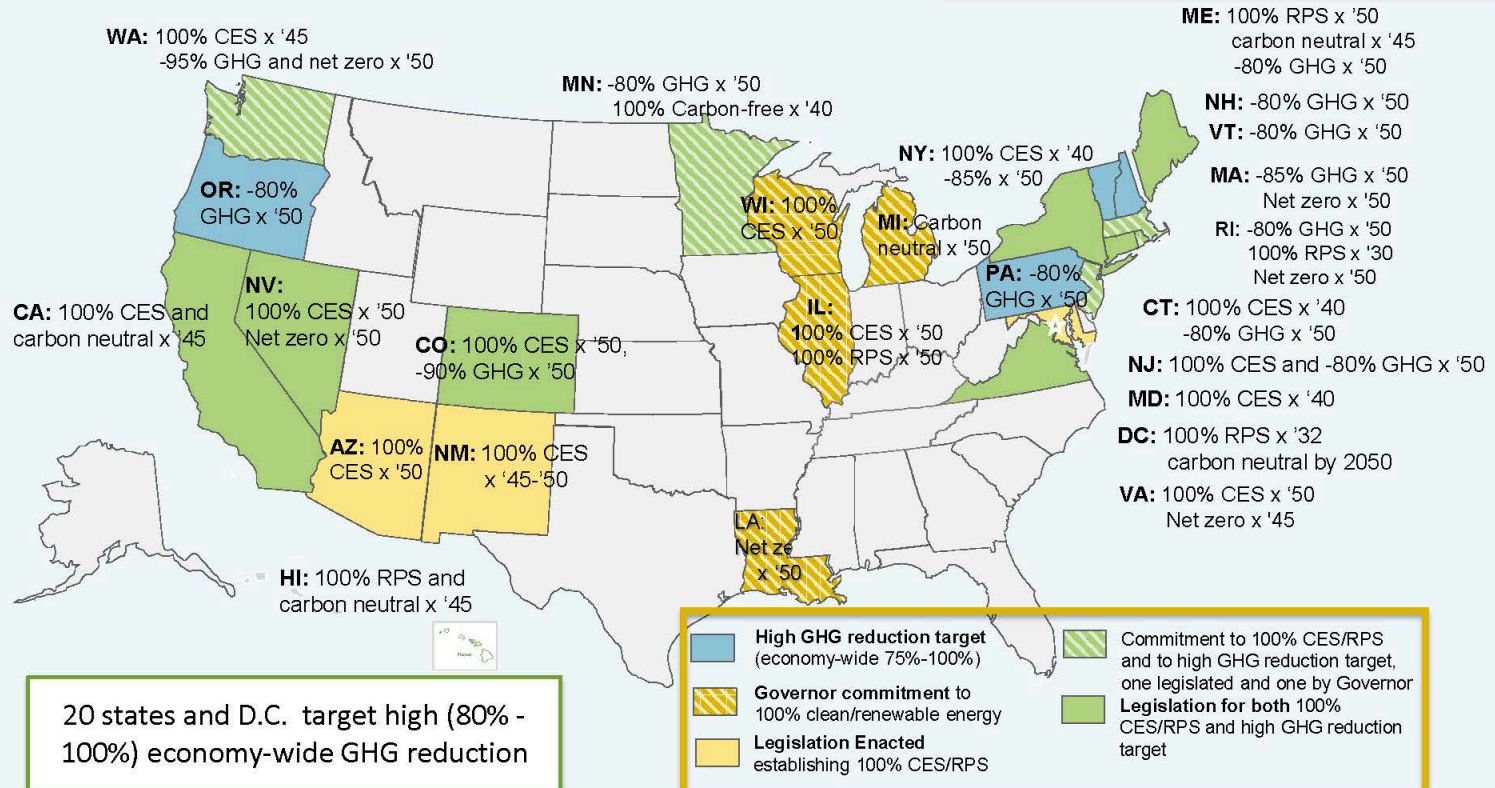 WA: 100% CES x ‘45
-95% GHG and net zero x '50
MN: -80% GHG x ’50
100% Carbon-free x '40
ME: 100% RPS x ’50
carbon neutral x ‘45
-80% GHG x ‘50
NH: -80% GHG x ‘50
VT: -80% GHG x ‘50
NY: 100% CES x ’40
-85% x ‘50
MA: -85% GHG x ‘50
Net zero x ’50
RI: -80% GHG x ‘50
100% RPS x '30
Net zero x '50
OR: -80%
GHG x ‘50
WI: 100%
CES x ‘50
MI: Carbon
neutral x '50
PA: -80%
GHG x ‘50
CA: 100% CES and
carbon neutral x ‘45
NV:
100% CES x ‘50
Net zero x ‘50
CO: 100% CES x ’50,
-90% GHG x ‘50
IL:
100% CES x ‘50
100% RPS x ‘50
CT: 100% CES x ‘40
-80% GHG x ‘50
NJ: 100% CES and -80% GHG x ‘50
MD: 100% CES x ‘40
DC: 100% RPS x ‘32
carbon neutral by 2050
VA: 100% CES x ‘50
Net zero x '45
AZ: 100%
CES x '50
NM: 100% CES
x ‘45-’50
LA:
Net ze
x ‘50
HI: 100% RPS and
carbon neutral x ‘45
High GHG reduction target
(economy-wide 75%-100%)
Governor commitment to
100% clean/renewable energy
Legislation Enacted
establishing 100% CES/RPS
Commitment to 100% CES/RPS
and to high GHG reduction target,
one legislated and one by Governor
Legislation for both 100%
CES/RPS and high GHG reduction
target
20 states and D.C. target high (80% -
100%) economy-wide GHG reduction